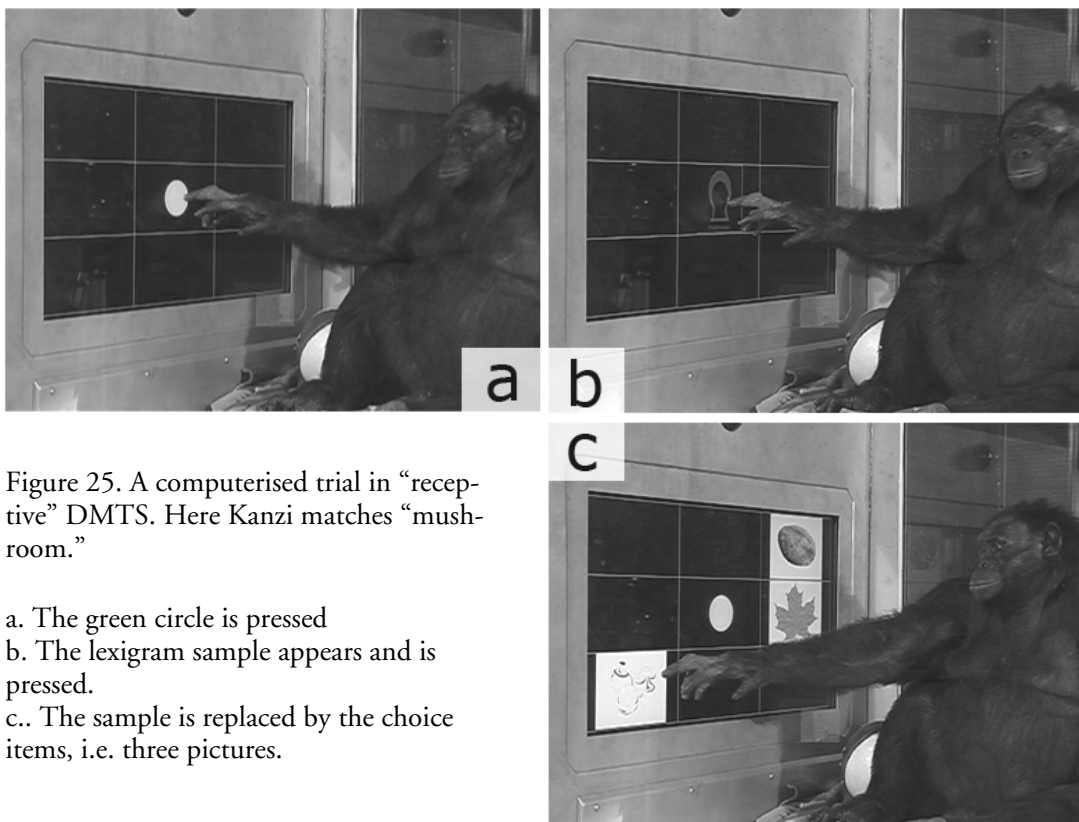 a
b
c
Figure 25. A computerised trial in “recep-
tive” DMTS. Here Kanzi matches “mush-
room.”
a. The green circle is pressed
b. The lexigram sample appears and is
pressed.
c.. The sample is replaced by the choice
items, i.e. three pictures.